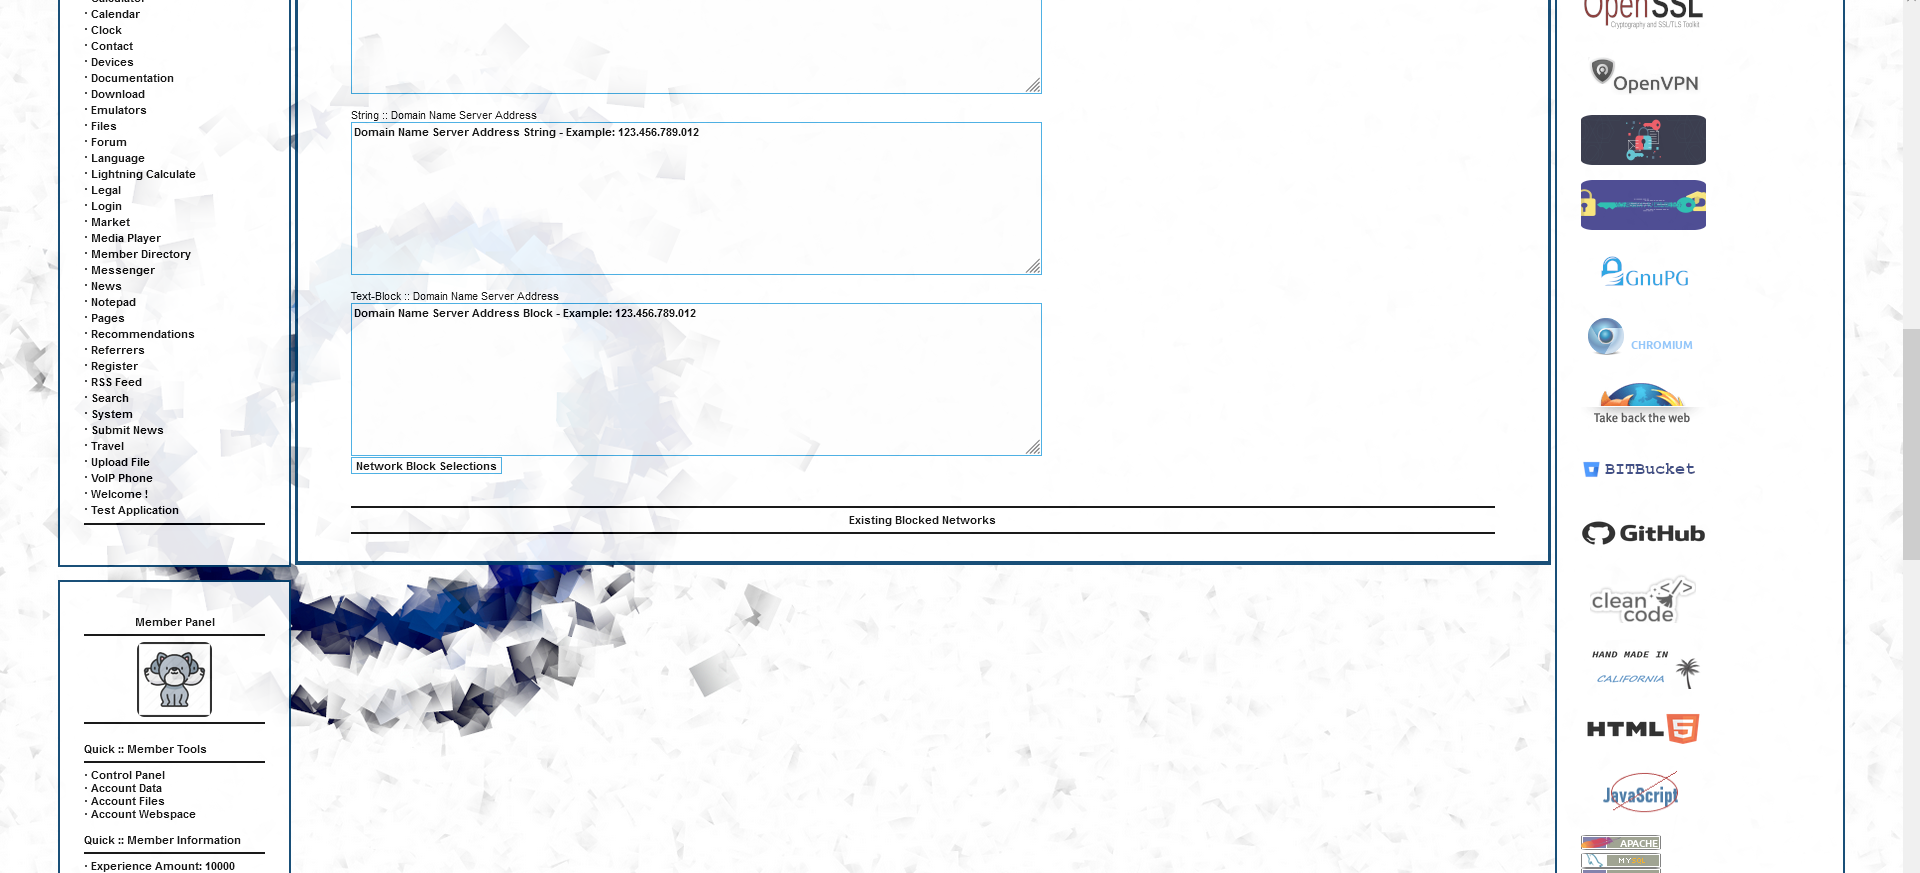 · Calendar
· Clock
· Contact
· Devices
· Documentation
· Download
· Emulators
· Files
· Forum
· Language
· Lightning Calculate
· Legal
· Login
· Market
· Media Player
· Member Directory
· Messenger
· News
· Notepad
· Pages
· Recommendations
· Referrers
· Register
· RSS Feed
· Search
· System
· Submit News
· Travel
· Upload File
· VoIP Phone
· Welcome !
· Test Application
Member Panel
Quick :: Member Tools
· Control Panel
· Account Data
· Account Files
· Account Webspace
Quick :: Member Information
· Experience Amount: 10000
String :: Domain Name Server Address
Domain Name Server Address String - Example: 123.456.789.012
Text-Block :: Domain Name Server Address
Domain Name Server Address Block - Example: 123.456.789.012
Network Block Selections
Existing Blocked Networks
OpenSSL
Cryptography and SSL/TLS Toolkit
OpenVPN
GnuPG
CHROMIUM
Take back the web
BITBucket
GitHub
clean </>
code
HAND MADE IN
CALIFORNIA
HTML 5
JavaScript
APACHE
MYSQL